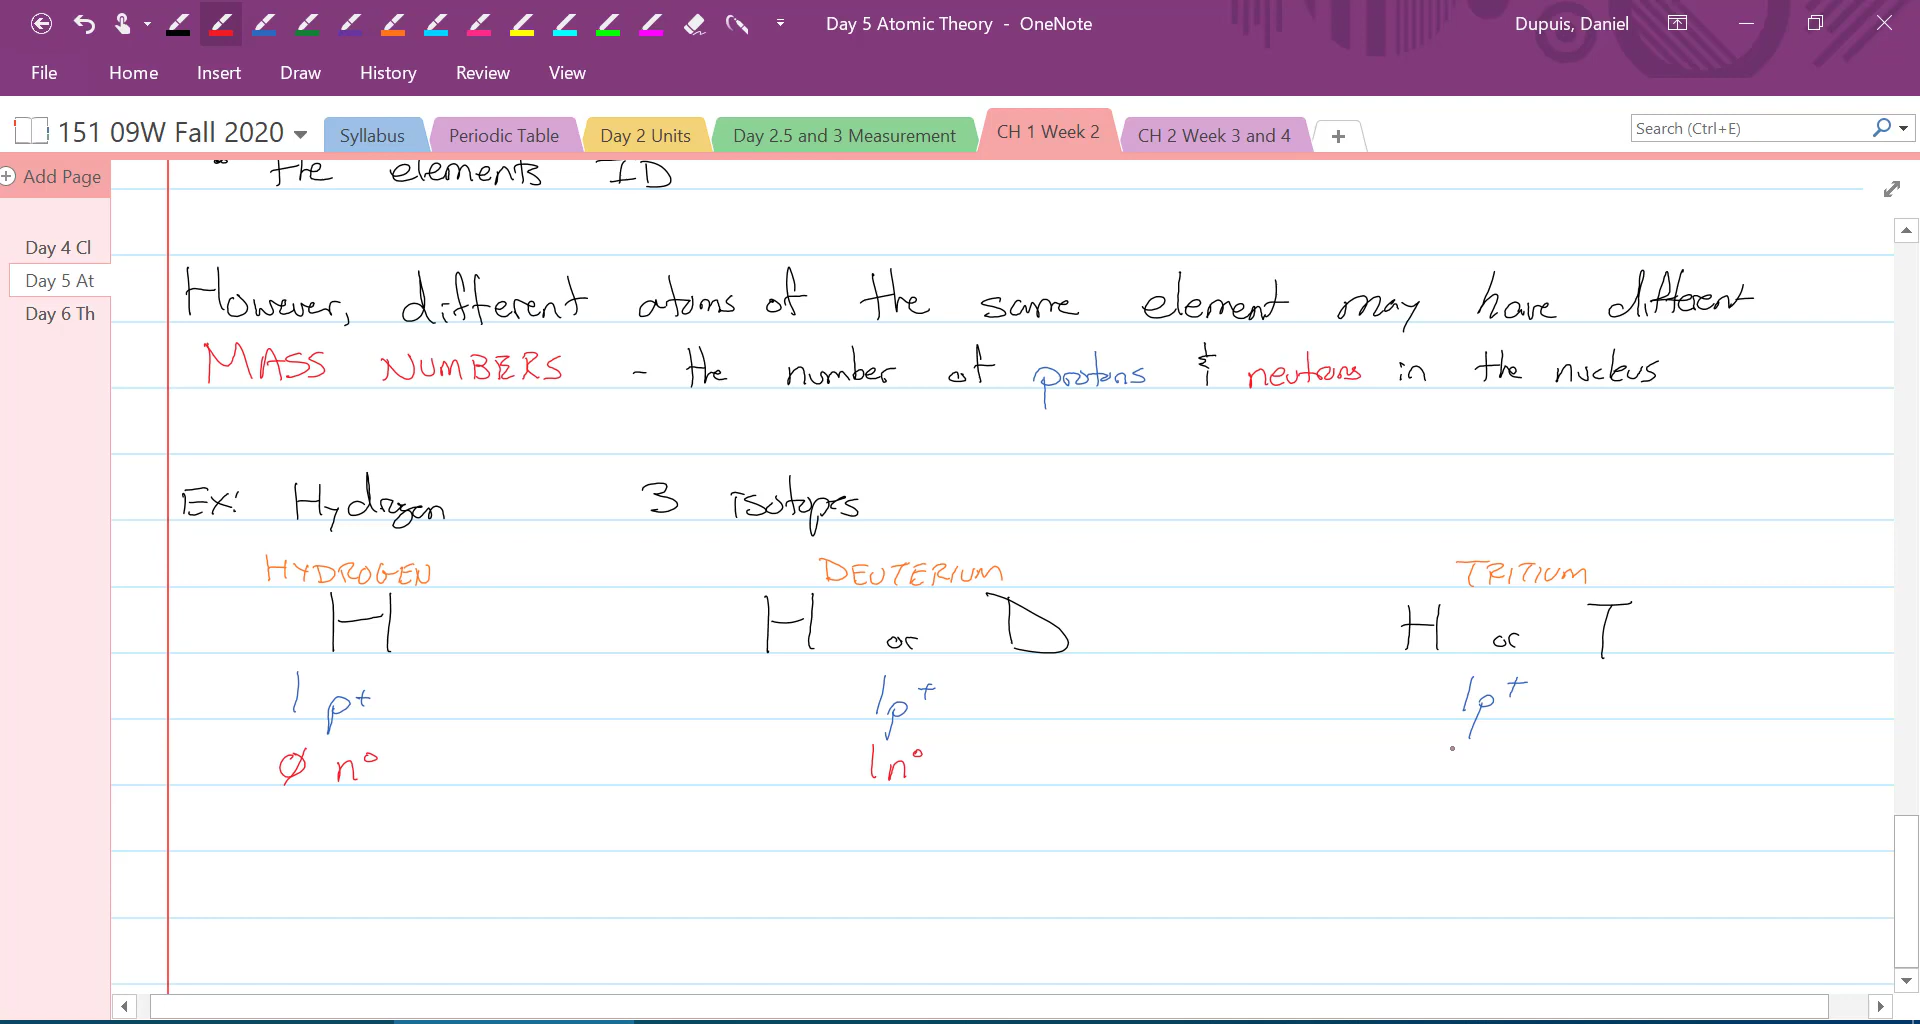 Day 5 Atomic Theory - OneNote
Dupuis, Daniel
File Home Insert Draw History Review View
151 09W Fall 2020 Syllabus Periodic Table Day 2 Units Day 2.5 and 3 Measurement CH 1 Week 2 CH 2 Week 3 and 4 +
Search (Ctrl+E)
Add Page
Day 4 Cl
Day 5 At
Day 6 Th
the elements ID
However, different atoms of the same element may have different
MASS NUMBERS - the number of protons & neutrons in the nucleus
EX: Hydrogen 3 isotopes
HYDROGEN DEUTERIUM TRITIUM
H H or D H or T
1 p⁺ 1p⁺ 1p⁺
∅ n° 1n°